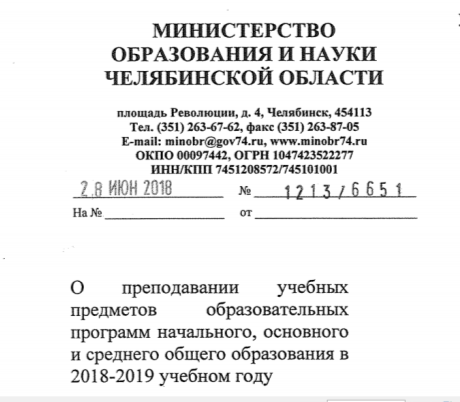 МИНИСТЕРСТВО
ОБРАЗОВАНИЯ И НАУКИ
ЧЕЛЯБИНСКОЙ ОБЛАСТИ
площадь Революции, д. 4, Челябинск, 454113
Тел. (351) 263-67-62, факс (351) 263-87-05
E-mail: minobr@gov74.ru, www.minobr74.ru
ОКПО 00097442, ОГРН 1047423522277
ИНН/КПП 7451208572/745101001
28 ИЮН 2018 № 1213/6651
На № от
О преподавании учебных
предметов образовательных
программ начального, основного
и среднего общего образования в
2018-2019 учебном году